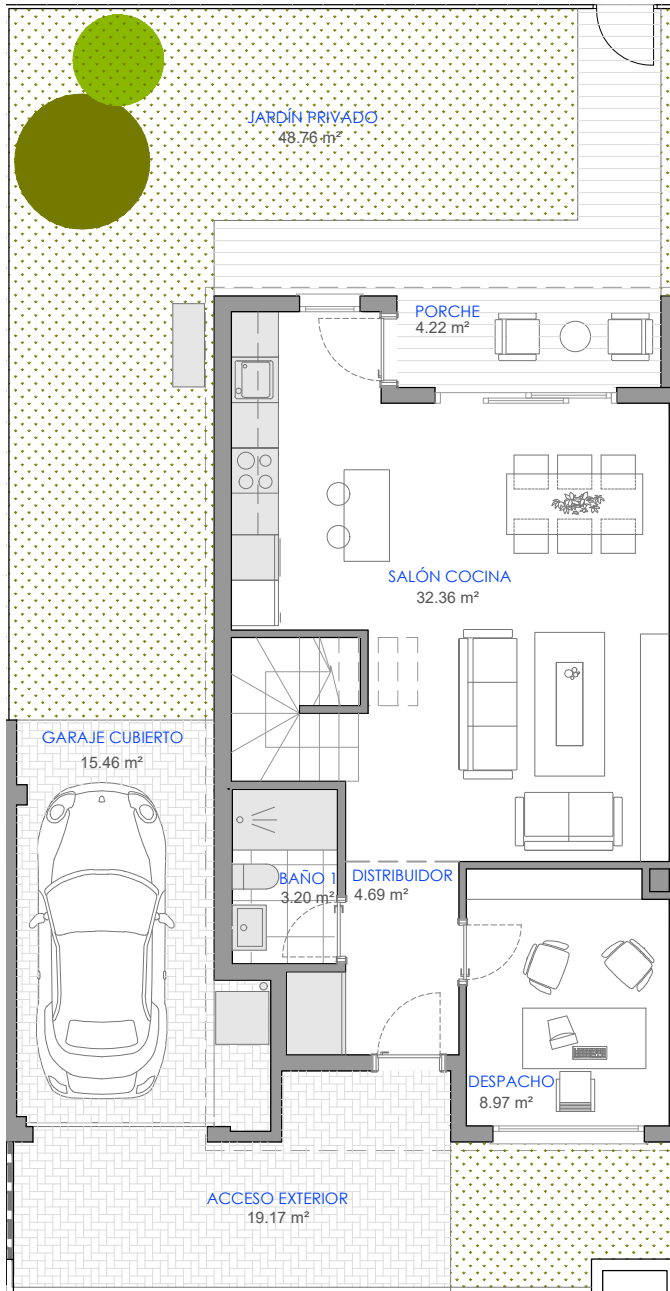 JARDÍN PRIVADO
48.76 m²
PORCHE
4.22 m²
SALÓN COCINA
32.36 m²
GARAJE CUBIERTO
15.46 m²
BAÑO 1
3.20 m²
DISTRIBUIDOR
4.69 m²
DESPACHO
8.97 m²
ACCESO EXTERIOR
19.17 m²